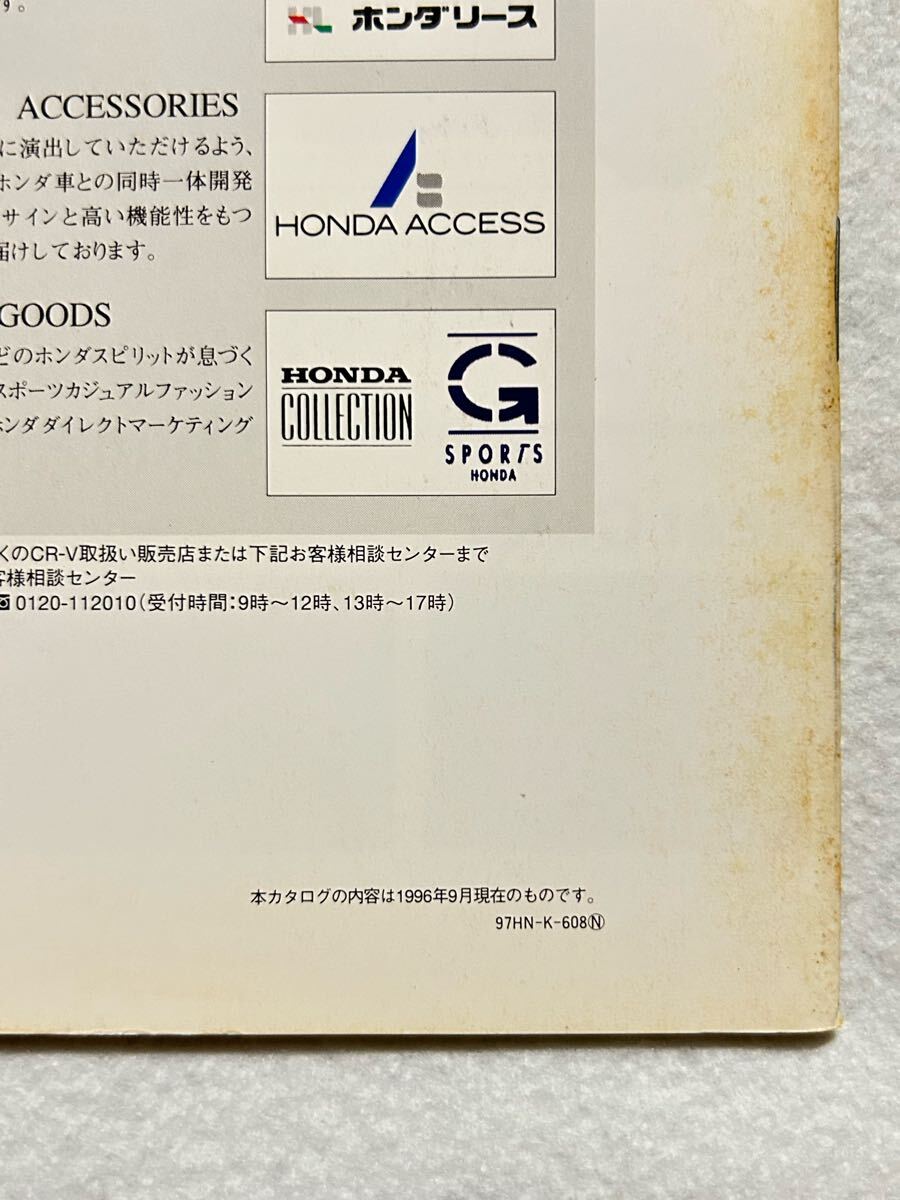 す。
HL ホンダリース
ACCESSORIES
に演出していただけるよう、
ホンダ車との同時一体開発
サインと高い機能性をもつ
届けしております。
HONDA ACCESS
GOODS
どのホンダスピリットが息づく
スポーツカジュアルファッション
ホンダダイレクトマーケティング
HONDA
COLLECTION
G
SPORTS
HONDA
くのCR-V取扱い販売店または下記お客様相談センターまで
客様相談センター
0120-112010(受付時間:9時〜12時、13時〜17時)
本カタログの内容は1996年9月現在のものです。
97HN-K-608Ⓝ